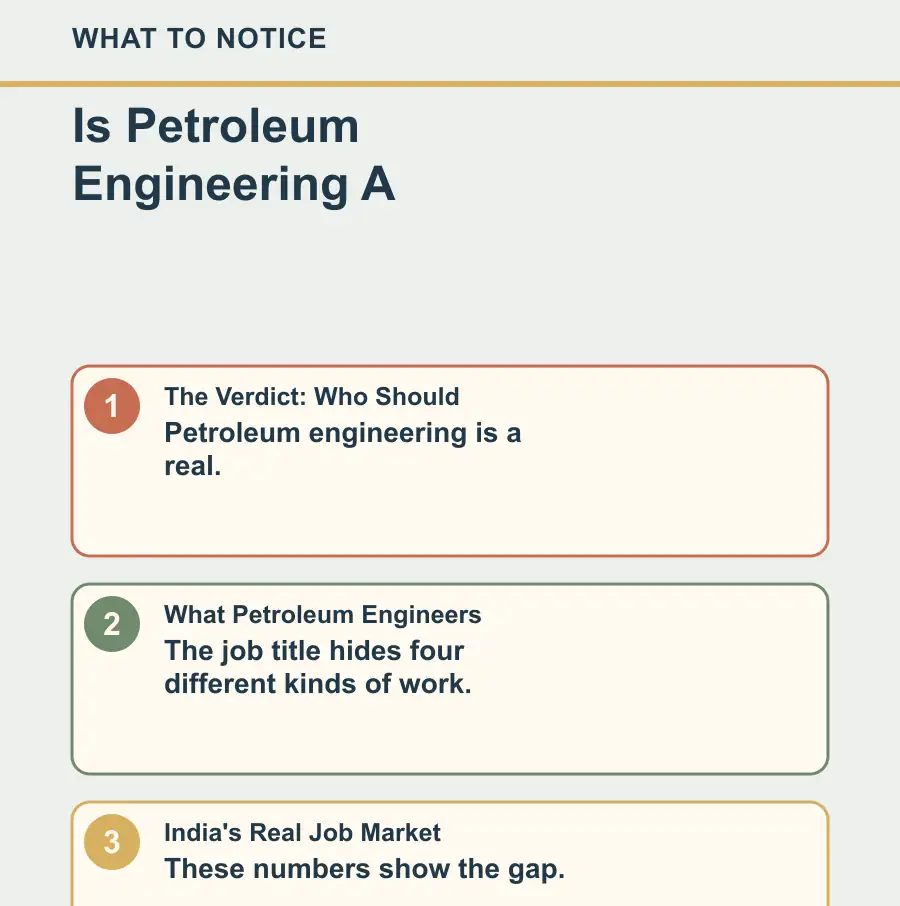 WHAT TO NOTICE
Is Petroleum
Engineering A
1
The Verdict: Who Should
Petroleum engineering is a
real.
2
What Petroleum Engineers
The job title hides four
different kinds of work.
3
India's Real Job Market
These numbers show the gap.